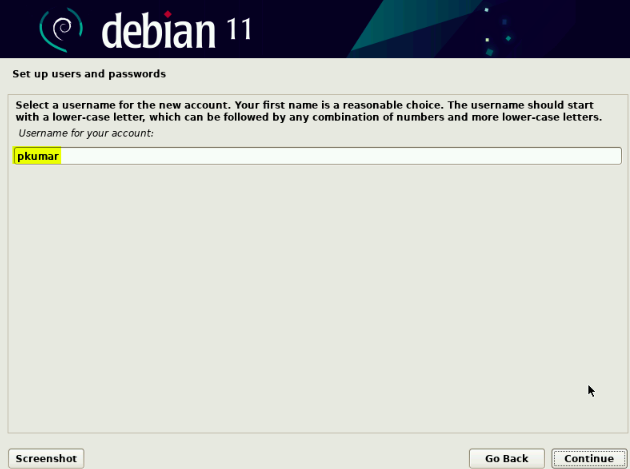 debian 11
Set up users and passwords
Select a username for the new account. Your first name is a reasonable choice. The username should start
with a lower-case letter, which can be followed by any combination of numbers and more lower-case letters.
Username for your account:
pkumar
Screenshot
Go Back
Continue